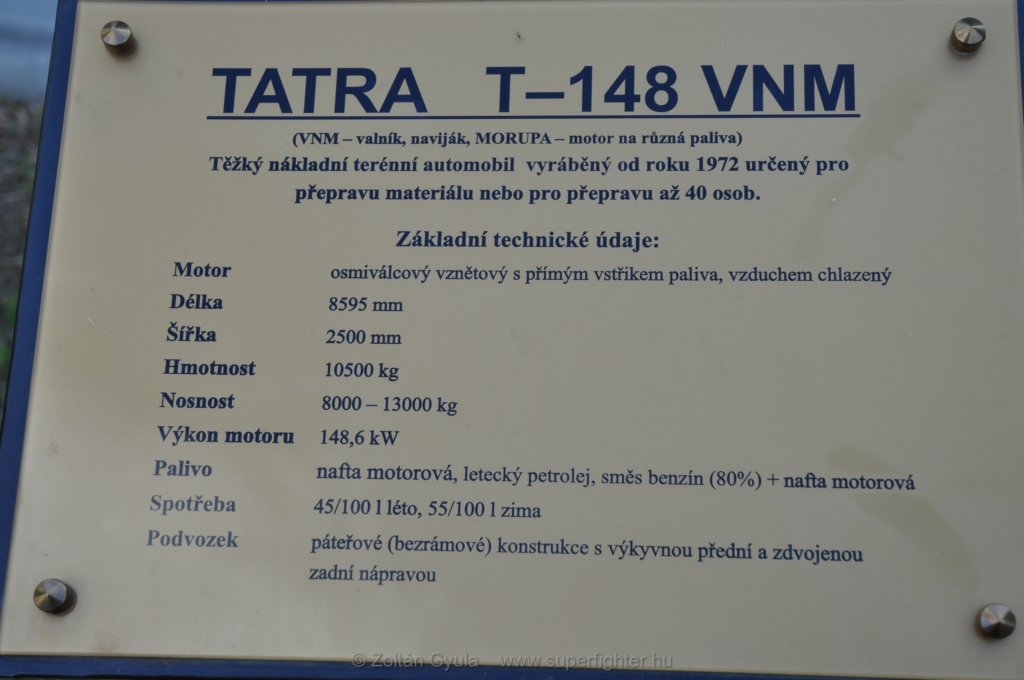 TATRA T–148 VNM
(VNM – valník, naviják, MORUPA – motor na různá paliva)
Těžký nákladní terénní automobil vyráběný od roku 1972 určený pro
přepravu materiálu nebo pro přepravu až 40 osob.
Základní technické údaje:
Motor osmiválcový vznětový s přímým vstřikem paliva, vzduchem chlazený
Délka 8595 mm
Šířka 2500 mm
Hmotnost 10500 kg
Nosnost 8000 – 13000 kg
Výkon motoru 148,6 kW
Palivo nafta motorová, letecký petrolej, směs benzín (80%) + nafta motorová
Spotřeba 45/100 l léto, 55/100 l zima
Podvozek páteřové (bezrámové) konstrukce s výkyvnou přední a zdvojenou
zadní nápravou
© Zoltán Gyula www.superfighter.hu